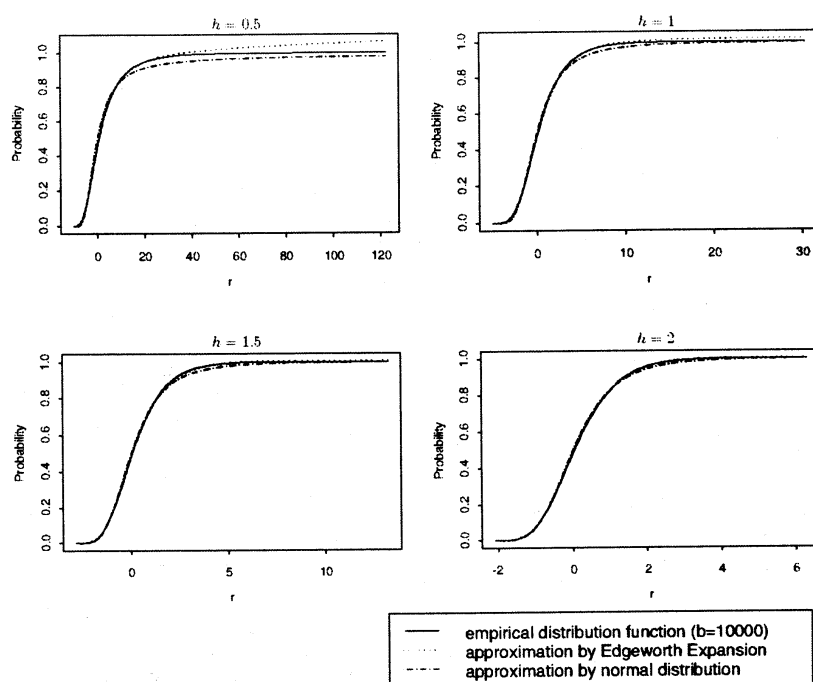 h = 0.5
Probability
0.0 0.2 0.4 0.6 0.8 1.0
0 20 40 60 80 100 120
r
h = 1
Probability
0.0 0.2 0.4 0.6 0.8 1.0
0 10 20 30
r
h = 1.5
Probability
0.0 0.2 0.4 0.6 0.8 1.0
0 5 10
r
h = 2
Probability
0.0 0.2 0.4 0.6 0.8 1.0
-2 0 2 4 6
r
empirical distribution function (b=10000)
approximation by Edgeworth Expansion
approximation by normal distribution